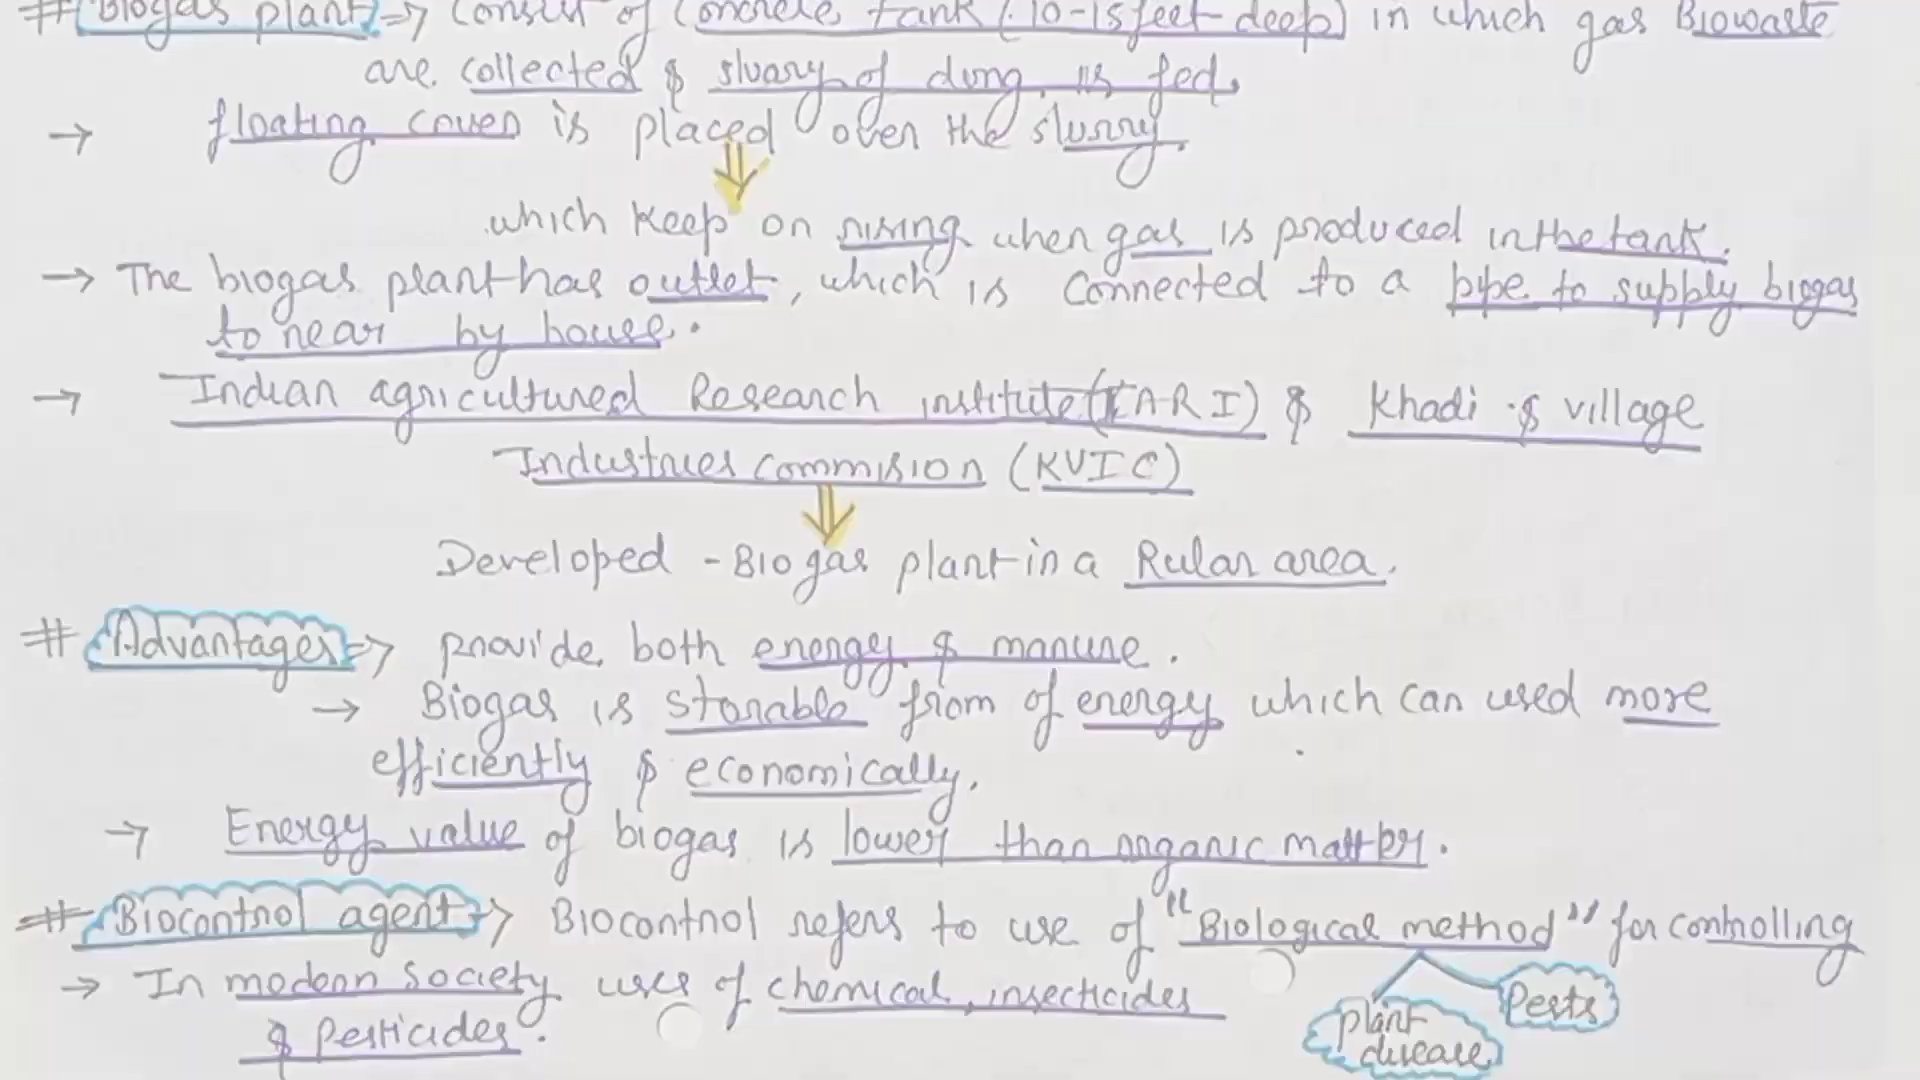 # Biogas plant => Consist of Concrete tank (10-15 feet deep) in which gas Biowaste
are collected & sluary of dung is fed.
→ floating cover is placed over the slurry.
which keep on rising when gas is produced in the tank.
→ The biogas plant has outlet, which is connected to a pipe to supply biogas
to near by house.
→ Indian agricultured Research institute (IARI) & Khadi & village
Industries commision (KVIC)
Developed - Biogas plant in a Rular area.
# Advantages => provide both energy & manure.
→ Biogas is storable from of energy which can used more
efficiently & economically.
→ Energy value of biogas is lower than organic matter.
# Biocontrol agent → Biocontrol refers to use of "Biological method" for controlling
→ In modern society uses of chemical, insecticides
& pesticides.
Pests
plant
disease